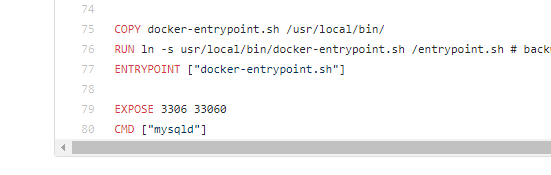 74
75 COPY docker-entrypoint.sh /usr/local/bin/
76 RUN ln -s usr/local/bin/docker-entrypoint.sh /entrypoint.sh #
77 ENTRYPOINT ["docker-entrypoint.sh"]
78
79 EXPOSE 3306 33060
80 CMD ["mysqld"]